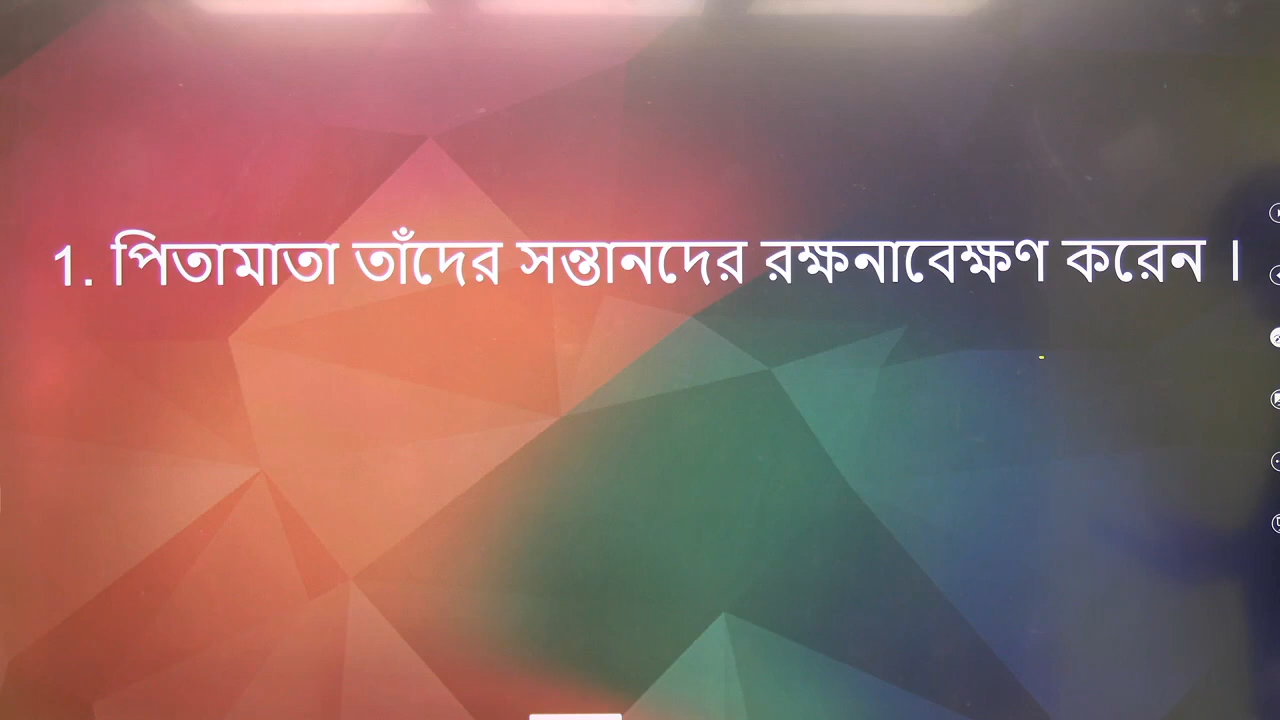 1. পিতামাতা তাঁদের সন্তানদের রক্ষনাবেক্ষণ করেন ।